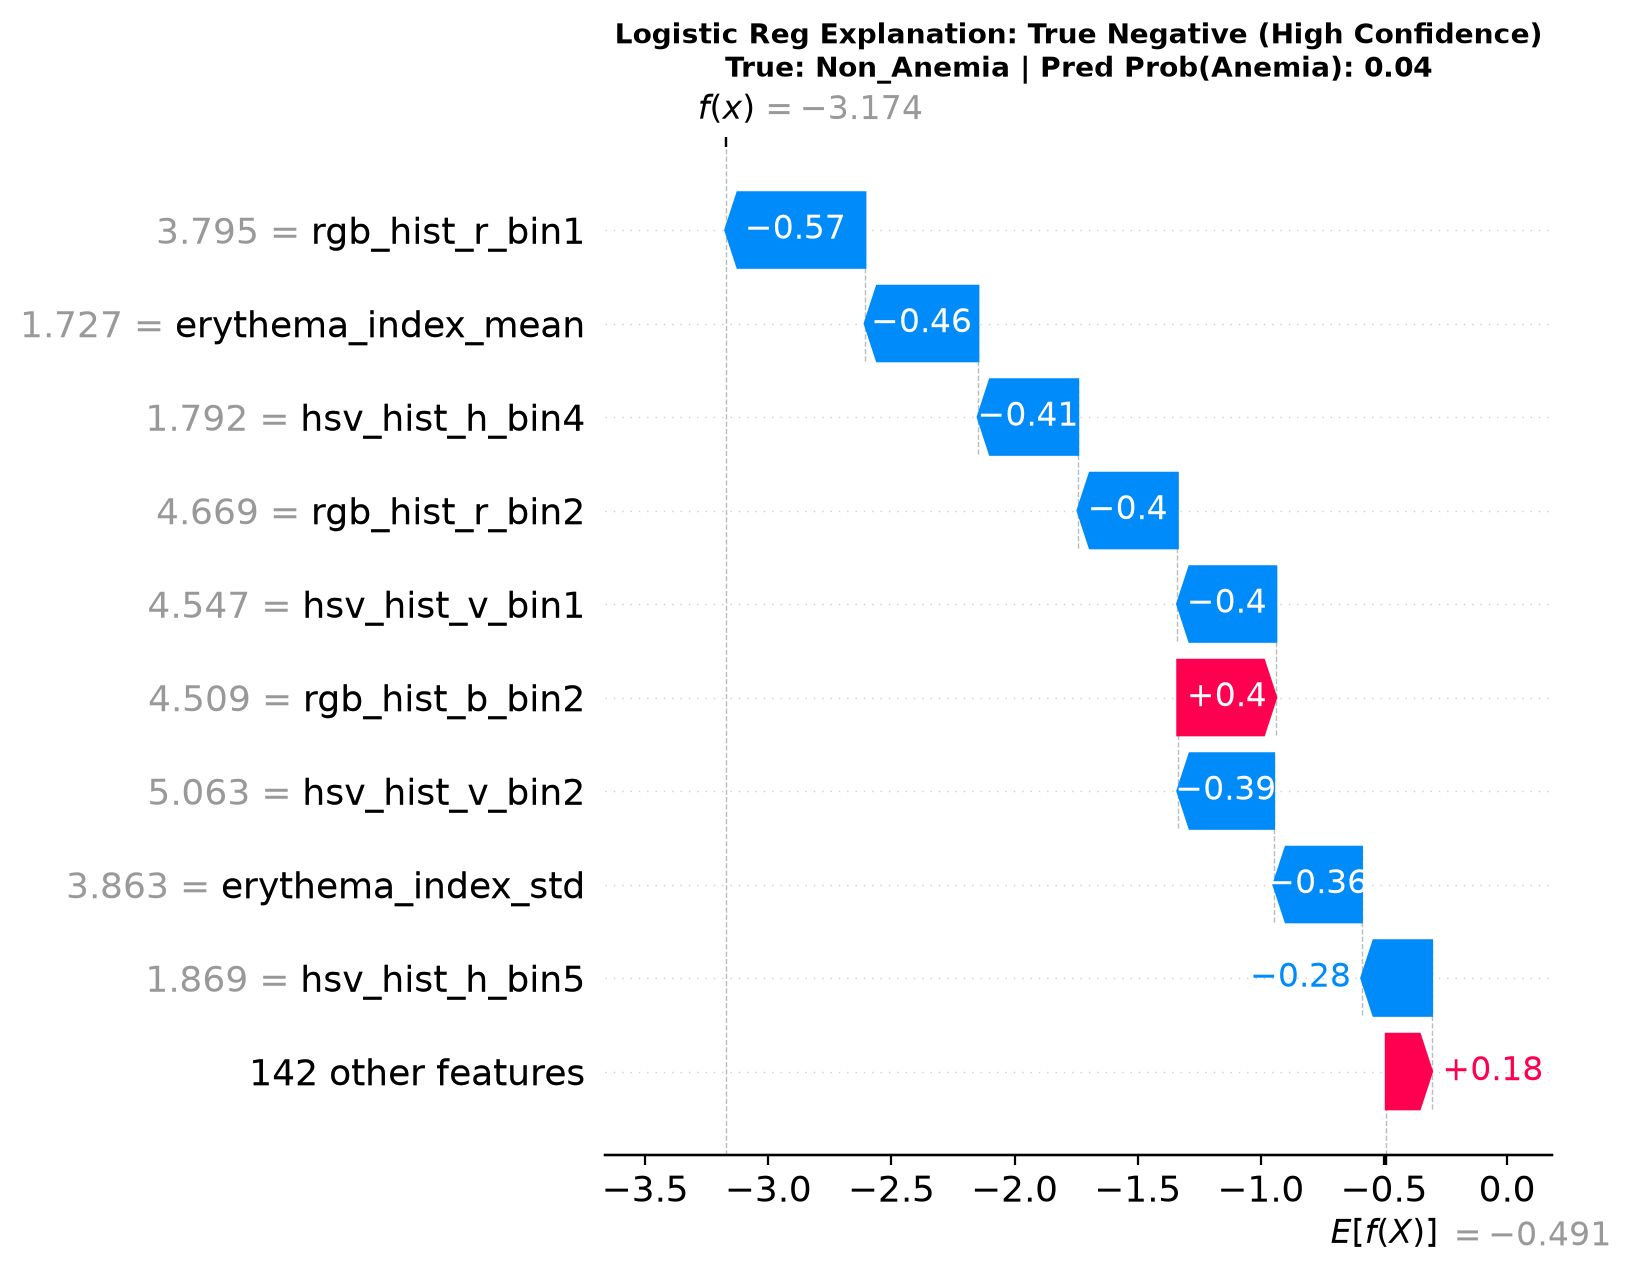 Logistic Reg Explanation: True Negative (High Confidence)
True: Non_Anemia | Pred Prob(Anemia): 0.04
f(x) = −3.174
3.795 = rgb_hist_r_bin1 −0.57
1.727 = erythema_index_mean −0.46
1.792 = hsv_hist_h_bin4 −0.41
4.669 = rgb_hist_r_bin2 −0.4
4.547 = hsv_hist_v_bin1 −0.4
4.509 = rgb_hist_b_bin2 +0.4
5.063 = hsv_hist_v_bin2 −0.39
3.863 = erythema_index_std −0.36
1.869 = hsv_hist_h_bin5 −0.28
142 other features +0.18
−3.5 −3.0 −2.5 −2.0 −1.5 −1.0 −0.5 0.0
E[f(X)] = −0.491